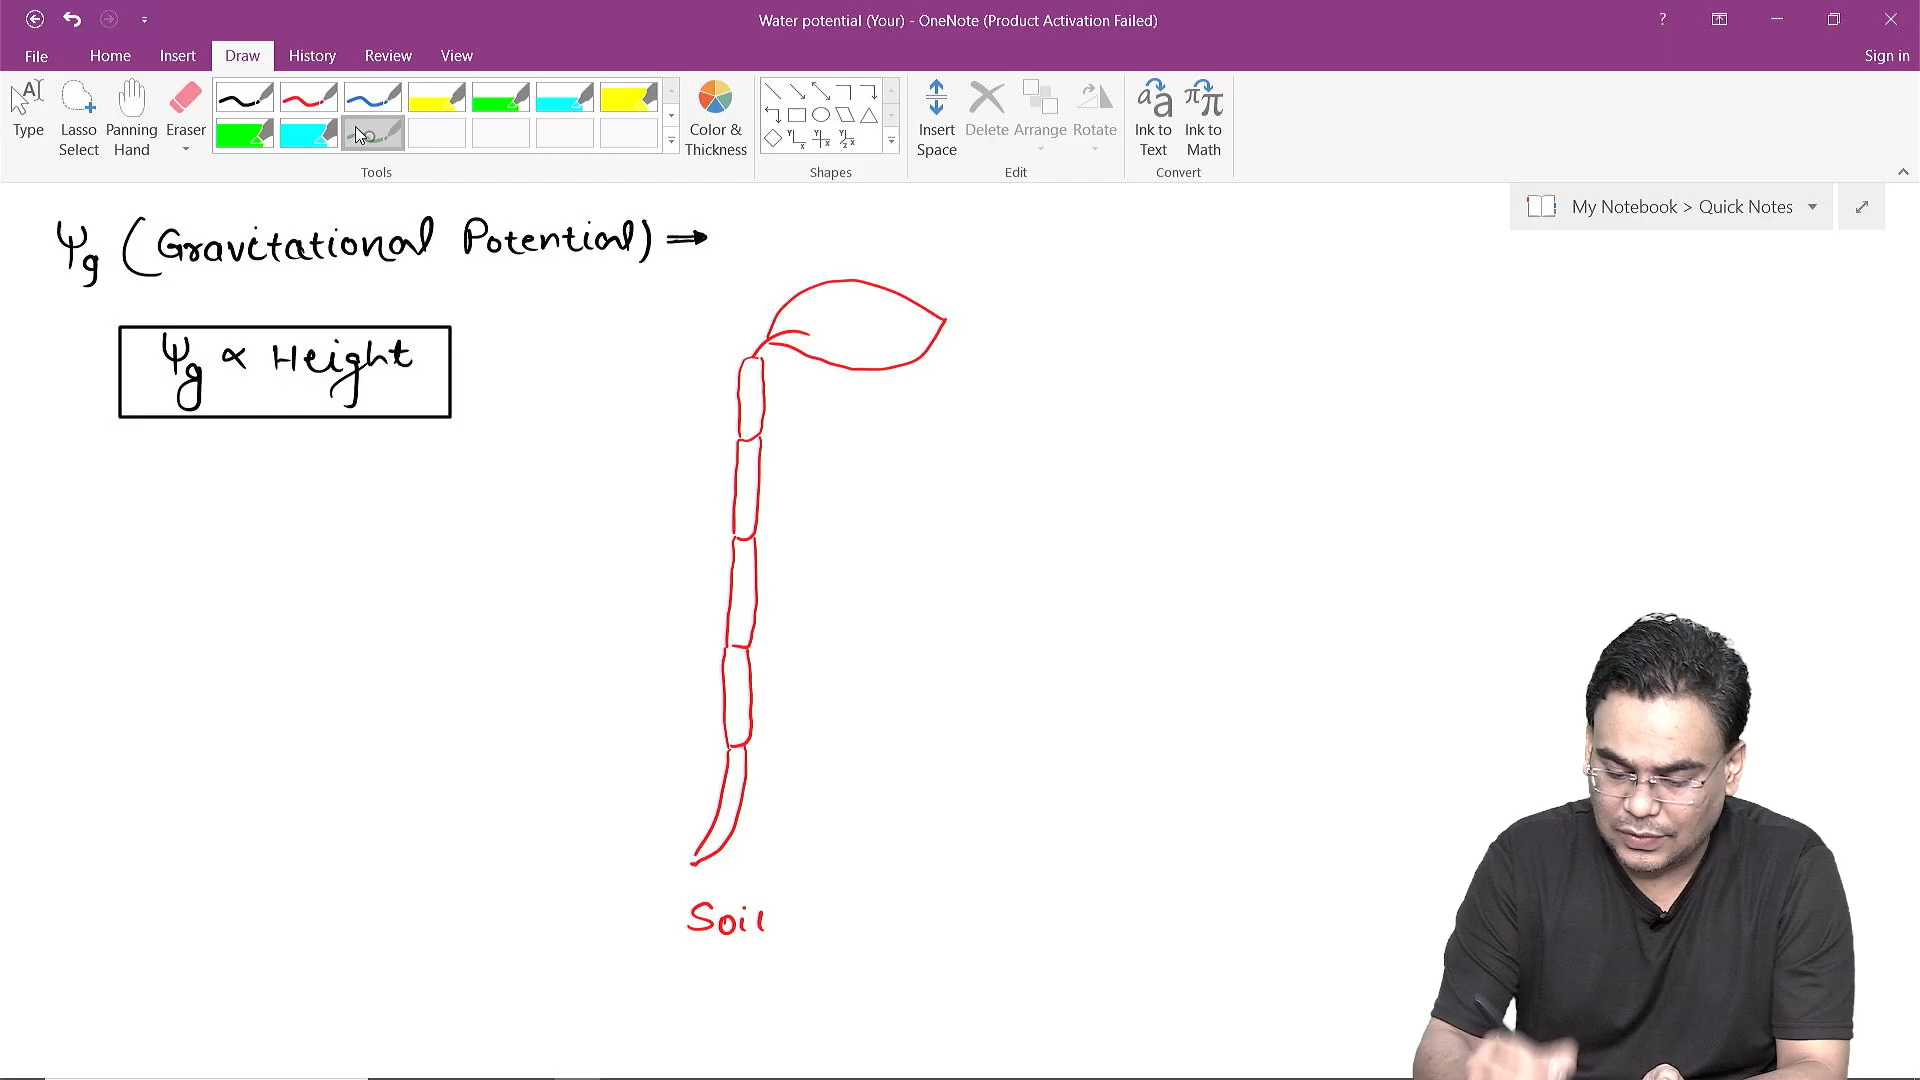 Water potential (Your) - OneNote (Product Activation Failed)
?
File Home Insert Draw History Review View
Sign in
Type
Lasso Select
Panning Hand
Eraser
Color & Thickness
Insert Space
Delete
Arrange
Rotate
Ink to Text
Ink to Math
Tools
Shapes
Edit
Convert
My Notebook > Quick Notes
Ψg (Gravitational Potential) ⇒
Ψg ∝ Height
Soil